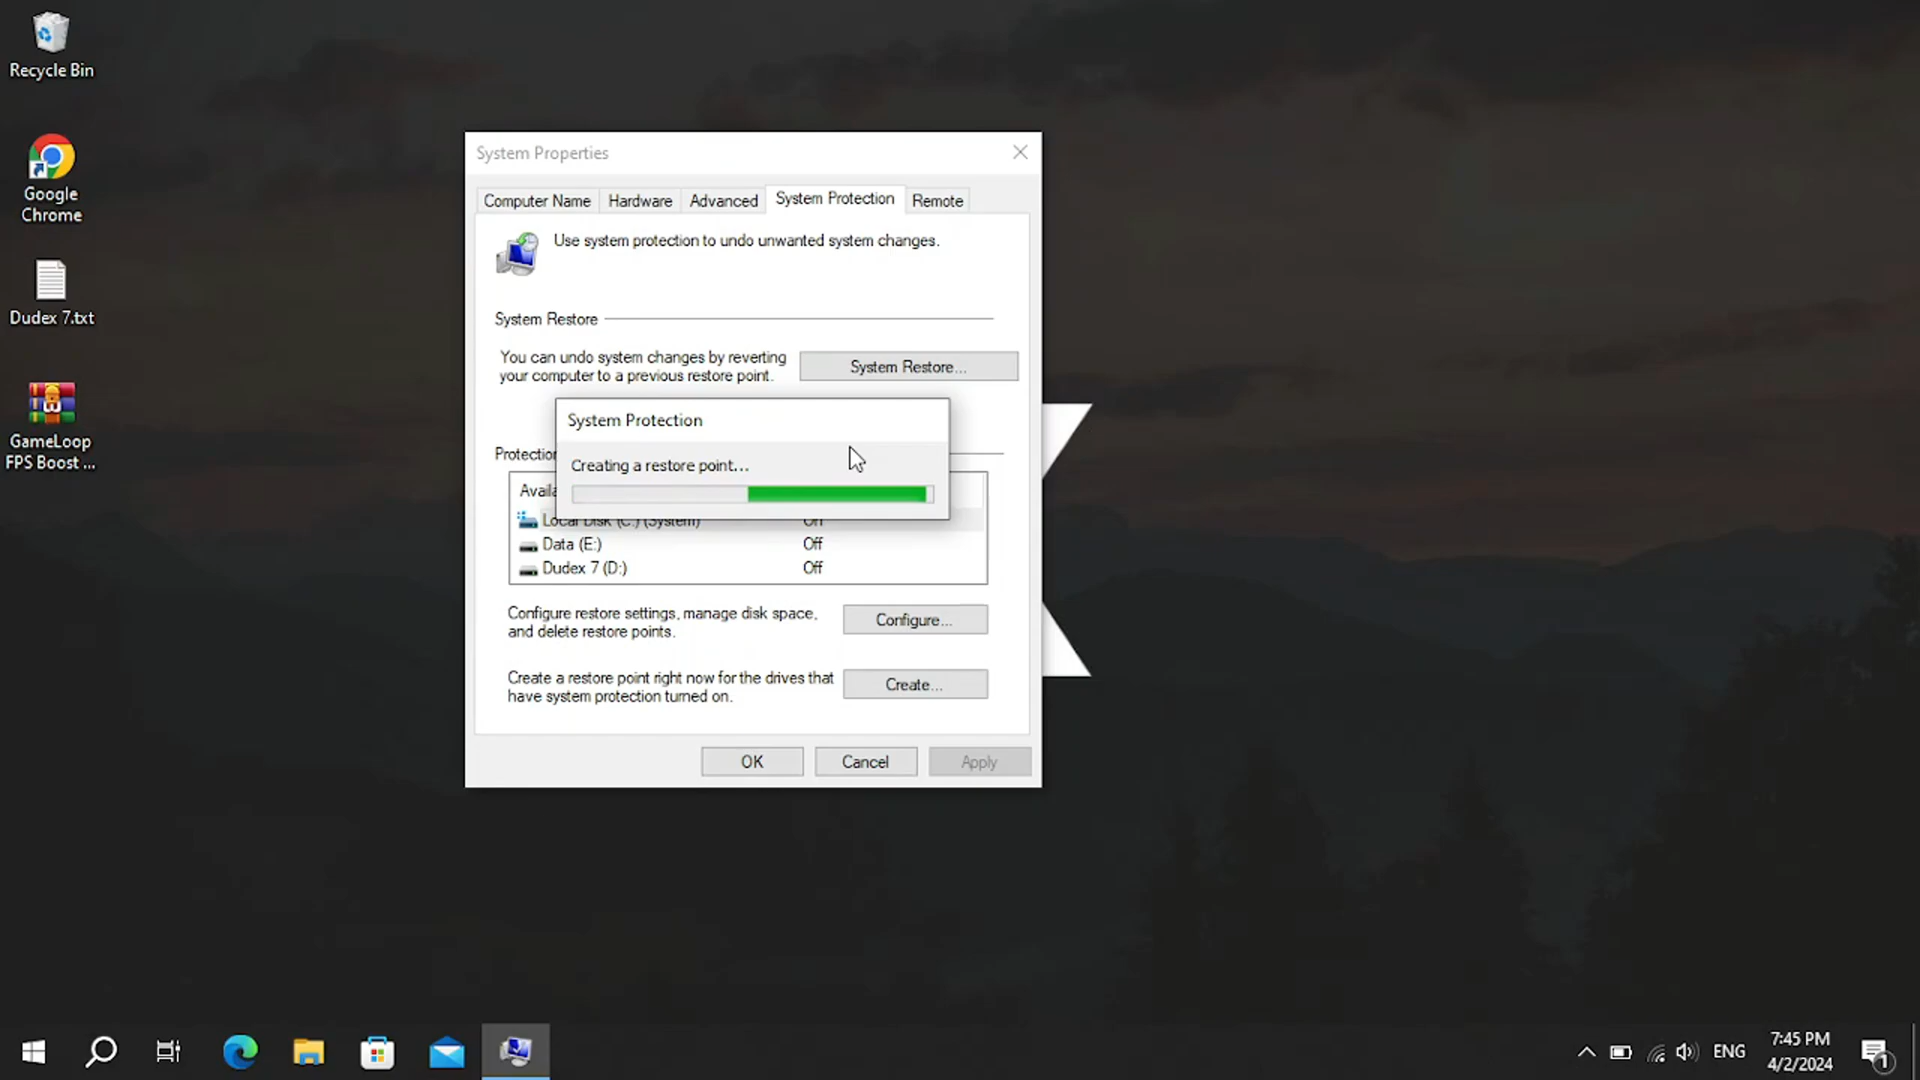 Recycle Bin
Google
Chrome
Dudex 7.txt
GameLoop
FPS Boost ...
System Properties
Computer Name
Hardware
Advanced
System Protection
Remote
Use system protection to undo unwanted system changes.
System Restore
You can undo system changes by reverting
your computer to a previous restore point.
System Restore...
System Protection
Creating a restore point...
Local Disk (C:) (System)
Data (E:)
Off
Dudex 7 (D:)
Off
Configure restore settings, manage disk space,
and delete restore points.
Configure...
Create a restore point right now for the drives that
have system protection turned on.
Create...
OK
Cancel
Apply
ENG
7:45 PM
4/2/2024
1